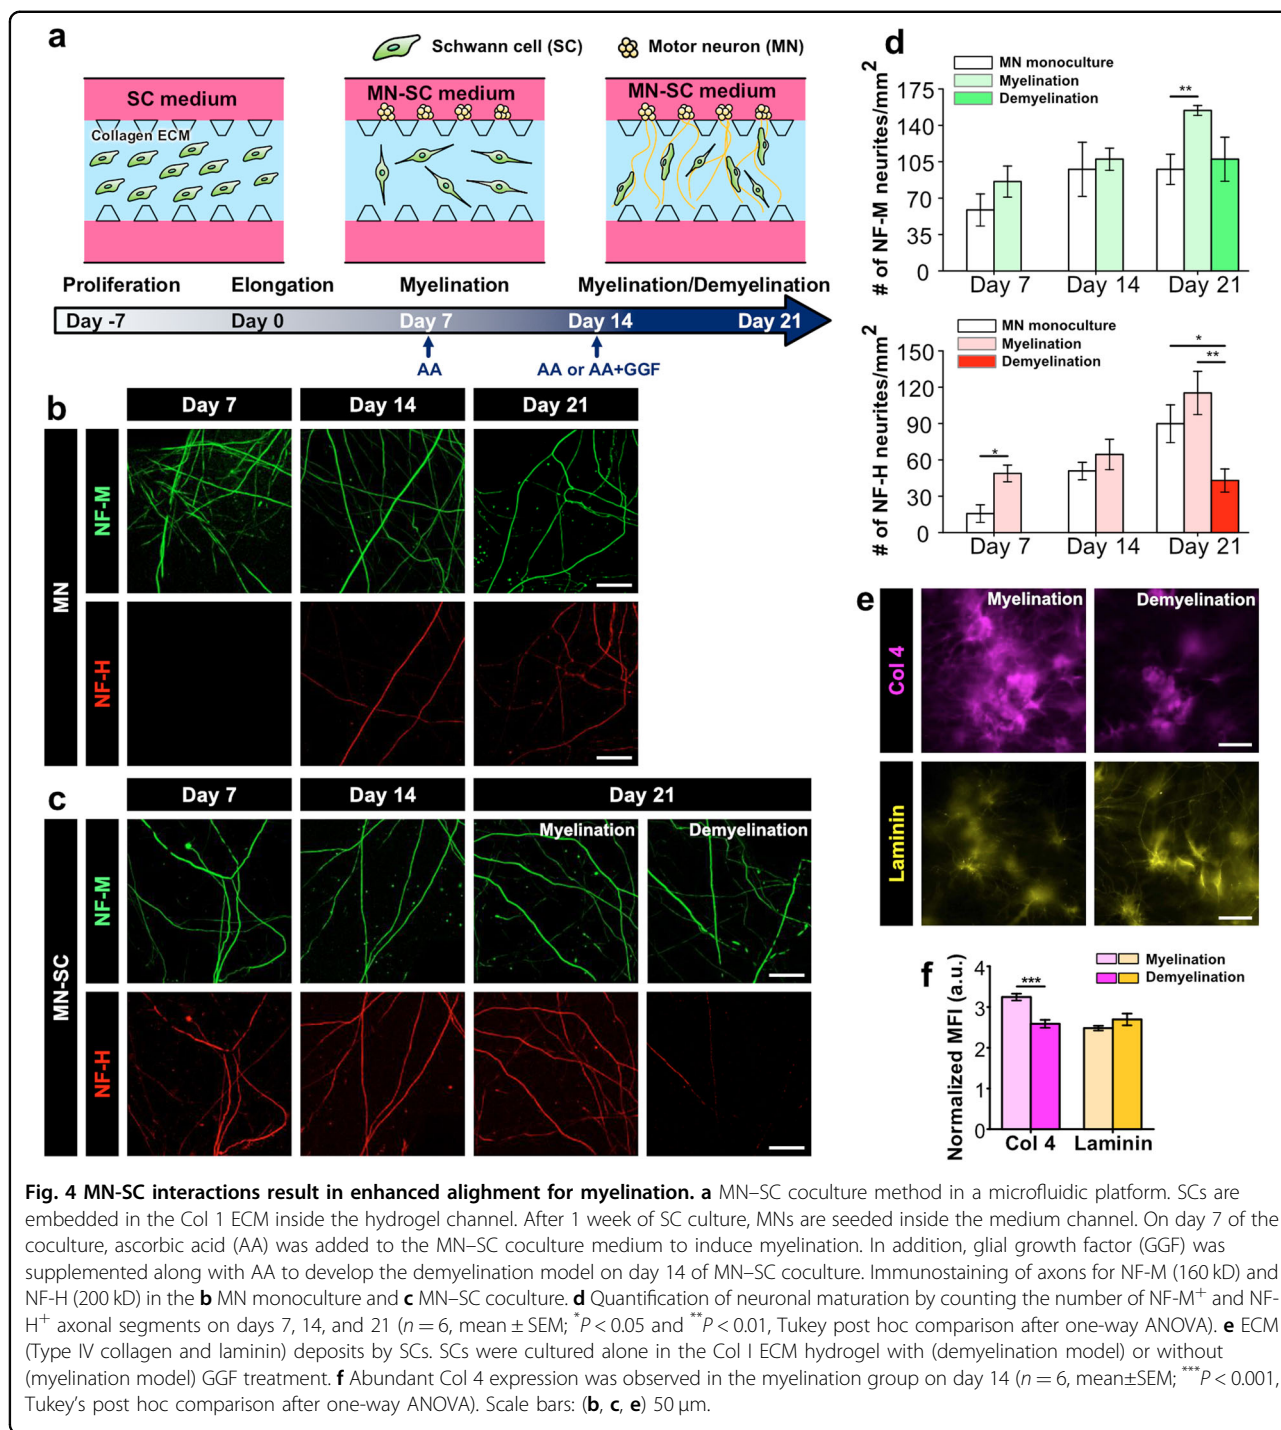 a
Schwann cell (SC)
Motor neuron (MN)
SC medium
MN-SC medium
MN-SC medium
Collagen ECM
Proliferation
Elongation
Myelination
Myelination/Demyelination
Day -7
Day 0
Day 7
Day 14
Day 21
AA
AA or AA+GGF
b
Day 7
Day 14
Day 21
MN
NF-M
NF-H
c
Day 7
Day 14
Day 21
Myelination
Demyelination
MN-SC
NF-M
NF-H
d
MN monoculture
Myelination
Demyelination
# of NF-M neurites/mm²
175
140
105
70
35
0
**
Day 7
Day 14
Day 21
MN monoculture
Myelination
Demyelination
# of NF-H neurites/mm²
150
120
90
60
30
0
*
*
**
Day 7
Day 14
Day 21
e
Myelination
Demyelination
Col 4
Laminin
f
Myelination
Demyelination
Normalized MFI (a.u.)
4
3
2
1
0
***
Col 4
Laminin
Fig. 4 MN-SC interactions result in enhanced alighment for myelination. a MN–SC coculture method in a microfluidic platform. SCs are
embedded in the Col 1 ECM inside the hydrogel channel. After 1 week of SC culture, MNs are seeded inside the medium channel. On day 7 of the
coculture, ascorbic acid (AA) was added to the MN–SC coculture medium to induce myelination. In addition, glial growth factor (GGF) was
supplemented along with AA to develop the demyelination model on day 14 of MN–SC coculture. Immunostaining of axons for NF-M (160 kD) and
NF-H (200 kD) in the b MN monoculture and c MN–SC coculture. d Quantification of neuronal maturation by counting the number of NF-M⁺ and NF-
H⁺ axonal segments on days 7, 14, and 21 (n = 6, mean ± SEM; *P < 0.05 and **P < 0.01, Tukey post hoc comparison after one-way ANOVA). e ECM
(Type IV collagen and laminin) deposits by SCs. SCs were cultured alone in the Col I ECM hydrogel with (demyelination model) or without
(myelination model) GGF treatment. f Abundant Col 4 expression was observed in the myelination group on day 14 (n = 6, mean±SEM; ***P < 0.001,
Tukey's post hoc comparison after one-way ANOVA). Scale bars: (b, c, e) 50 μm.